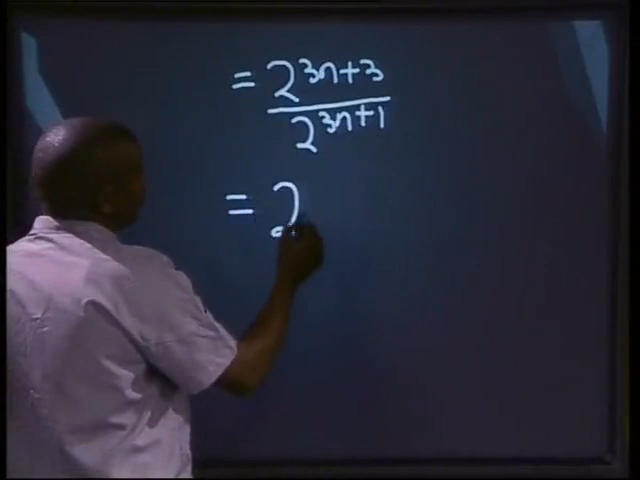 = 2^{3n+3}
2^{3n+1}
= 2